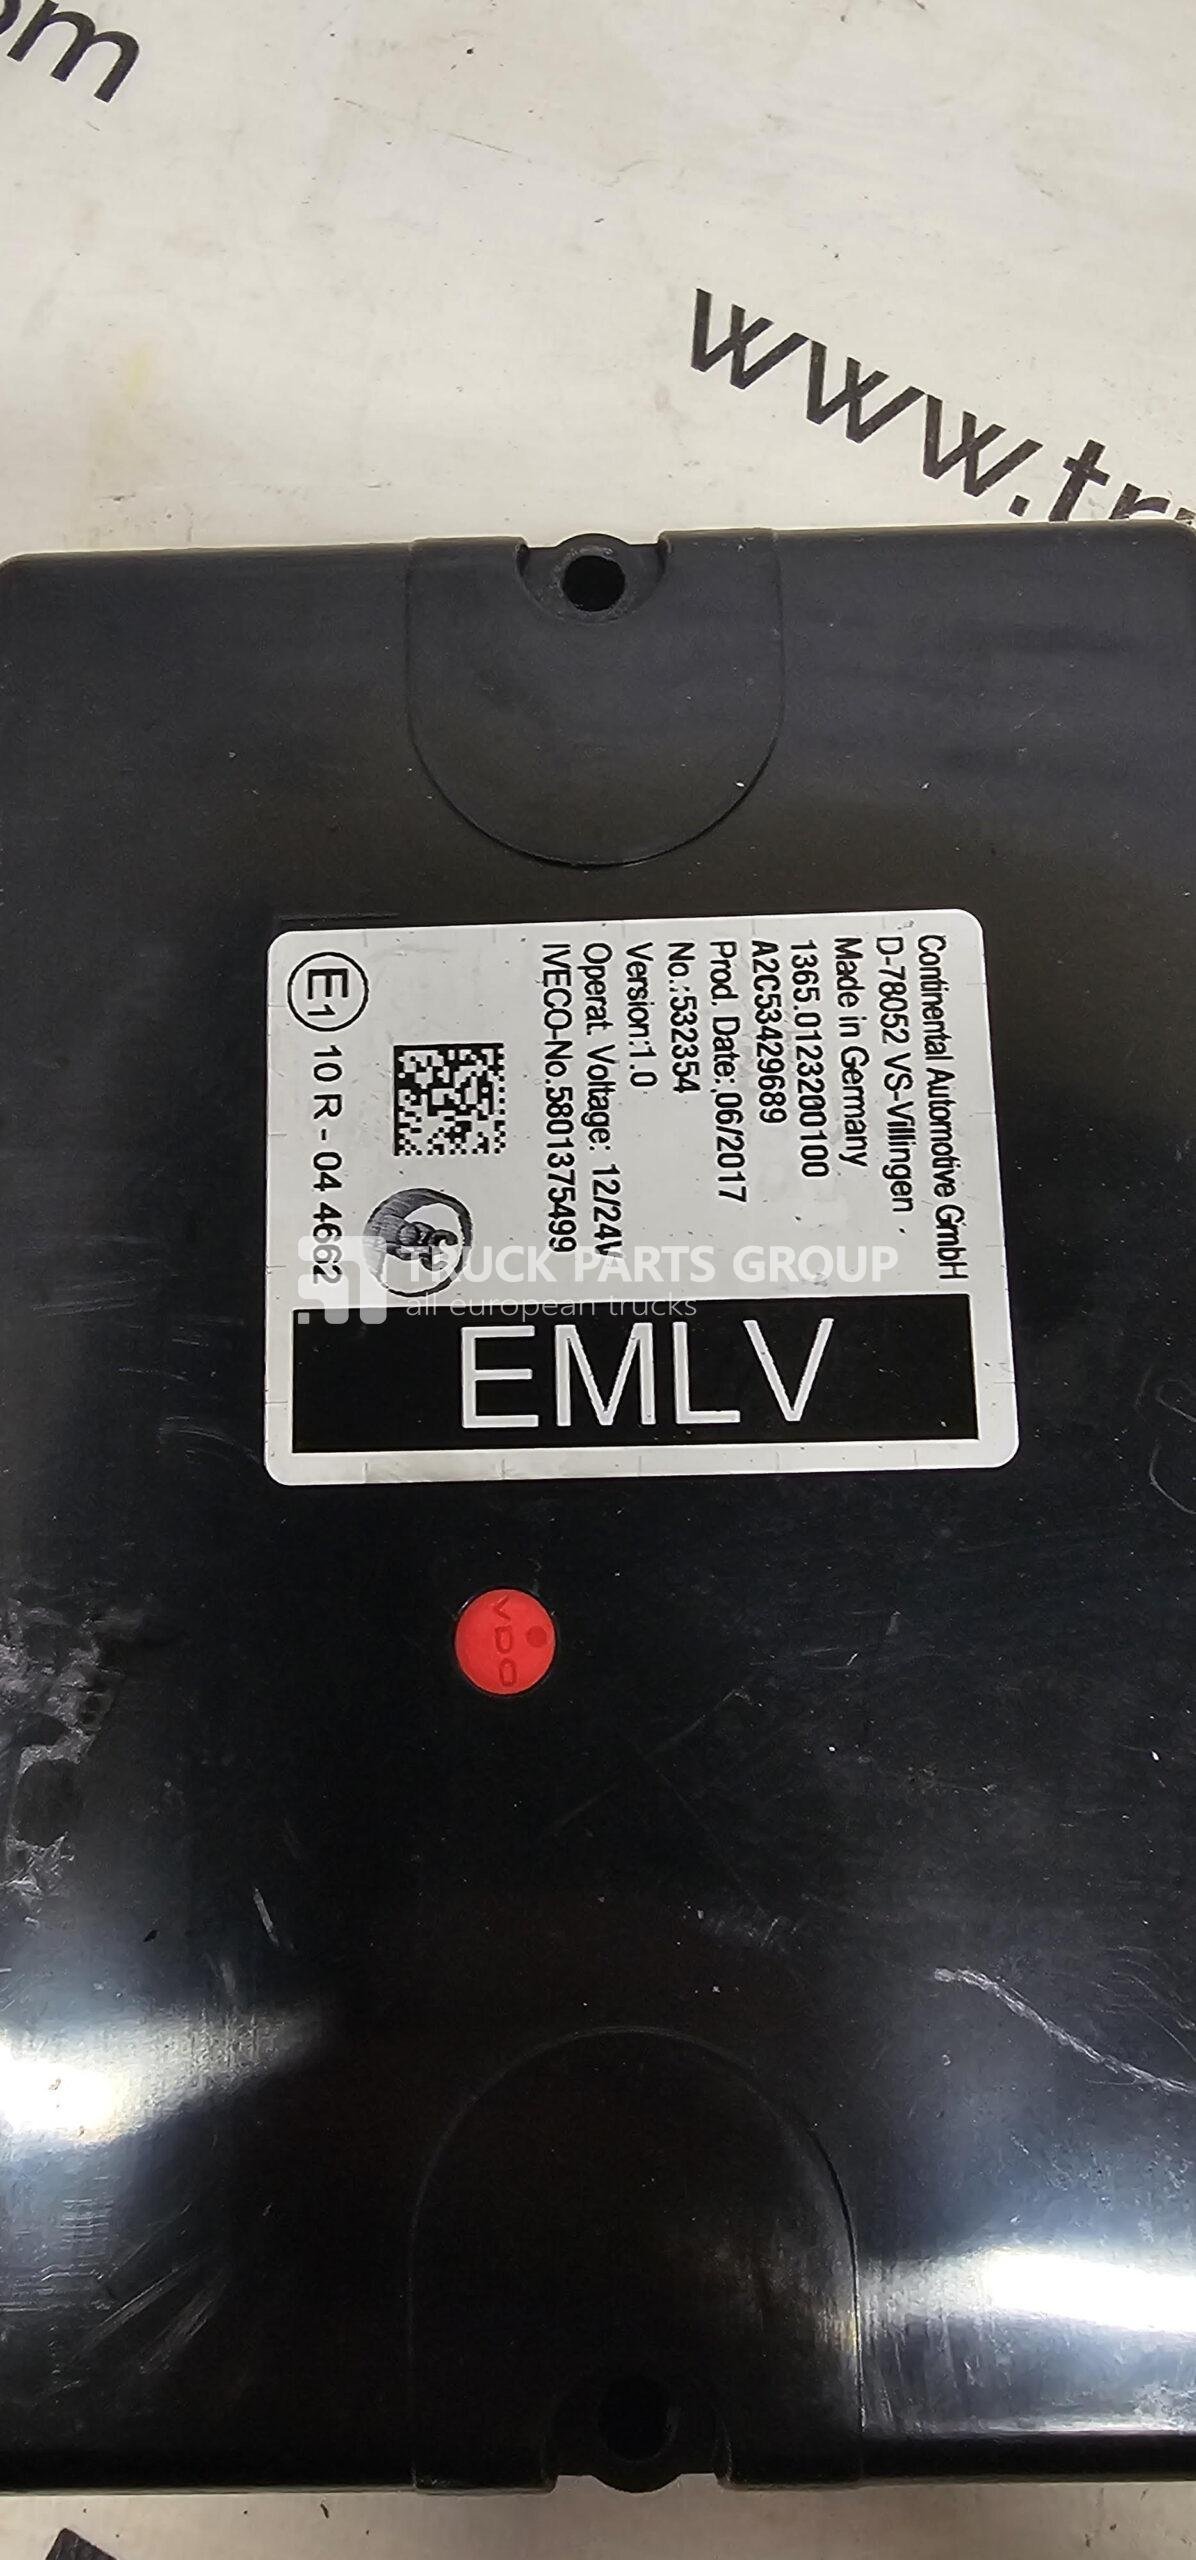 om
www.tr
Continental Automotive GmbH
D-78052 VS-Villingen
Made in Germany
1365.0123200100
A2C53429689
Prod. Date:.06/2017
No.:532354
Version:1.0
Operat. Voltage: 12/24V
IVECO-No.5801375499
E1 10 R - 04 4662
TRUCK PARTS GROUP
all european trucks
EMLV
VDO